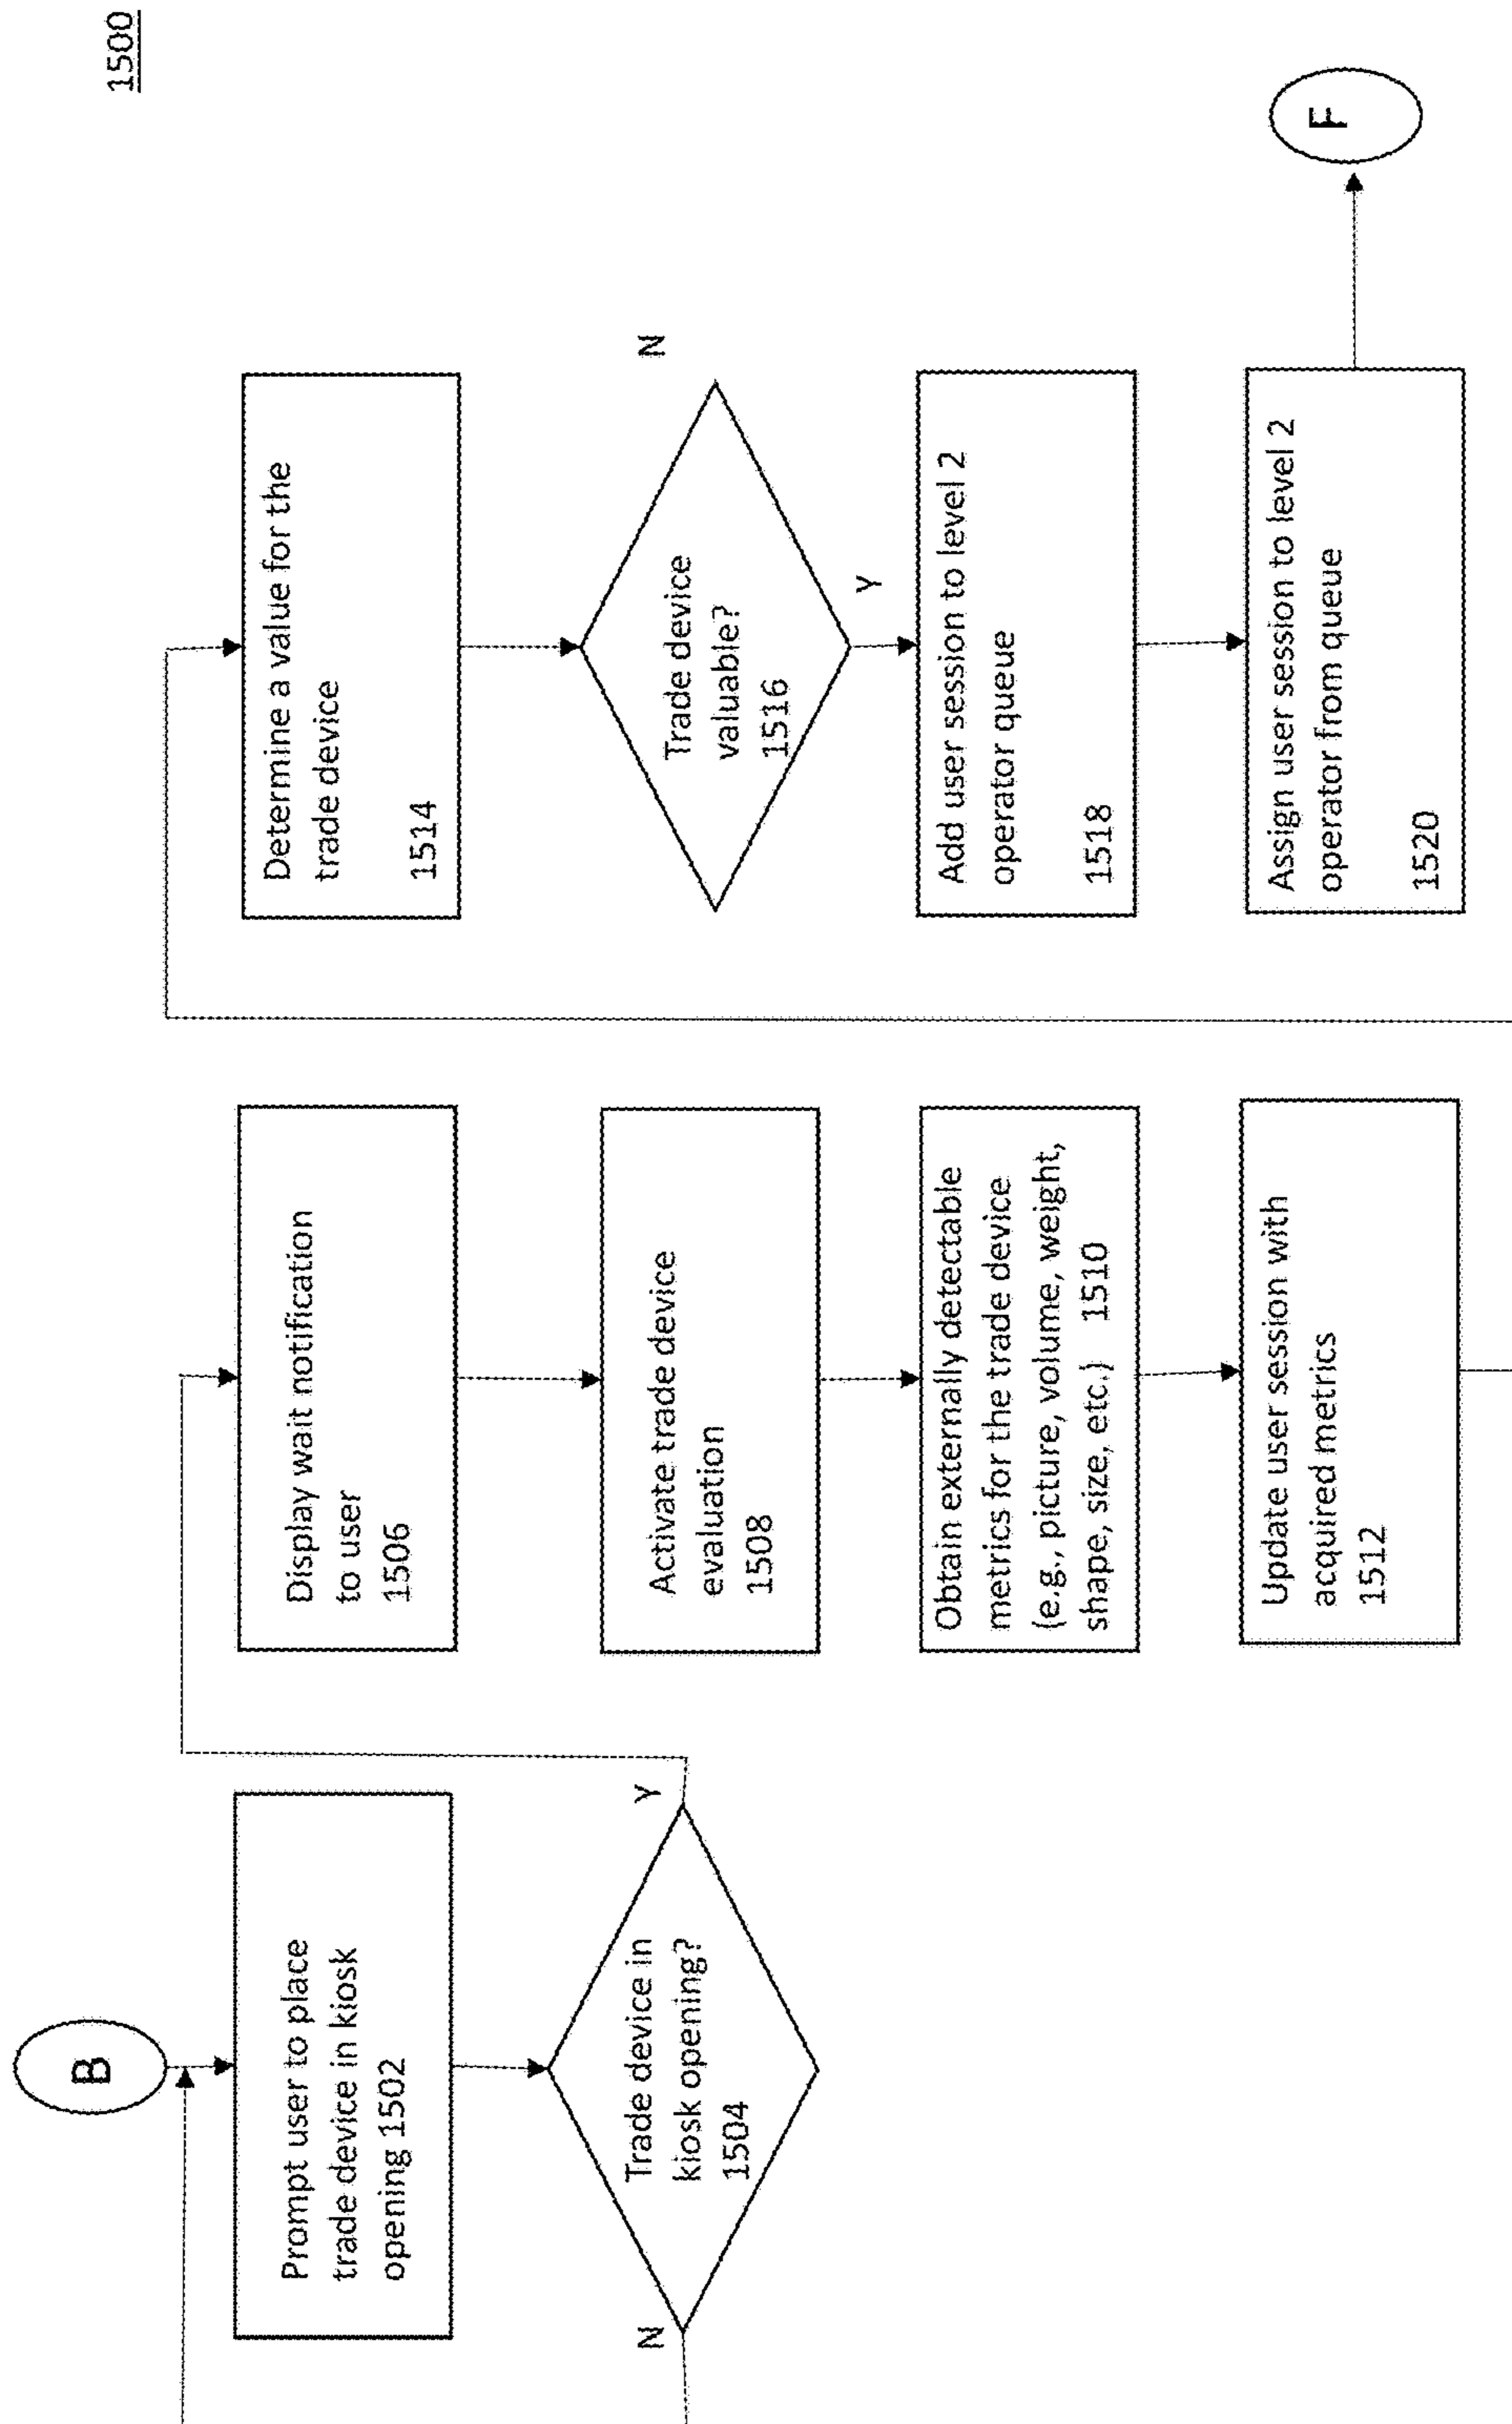 1500
B
Prompt user to place
trade device in kiosk
opening 1502
Trade device in
kiosk opening?
1504
N
Y
Display wait notification
to user
1506
Activate trade device
evaluation
1508
Obtain externally detectable
metrics for the trade device
(e.g., picture, volume, weight,
shape, size, etc.) 1510
Update user session with
acquired metrics
1512
Determine a value for the
trade device
1514
Trade device
valuable?
1516
N
Y
Add user session to level 2
operator queue
1518
Assign user session to level 2
operator from queue
1520
F